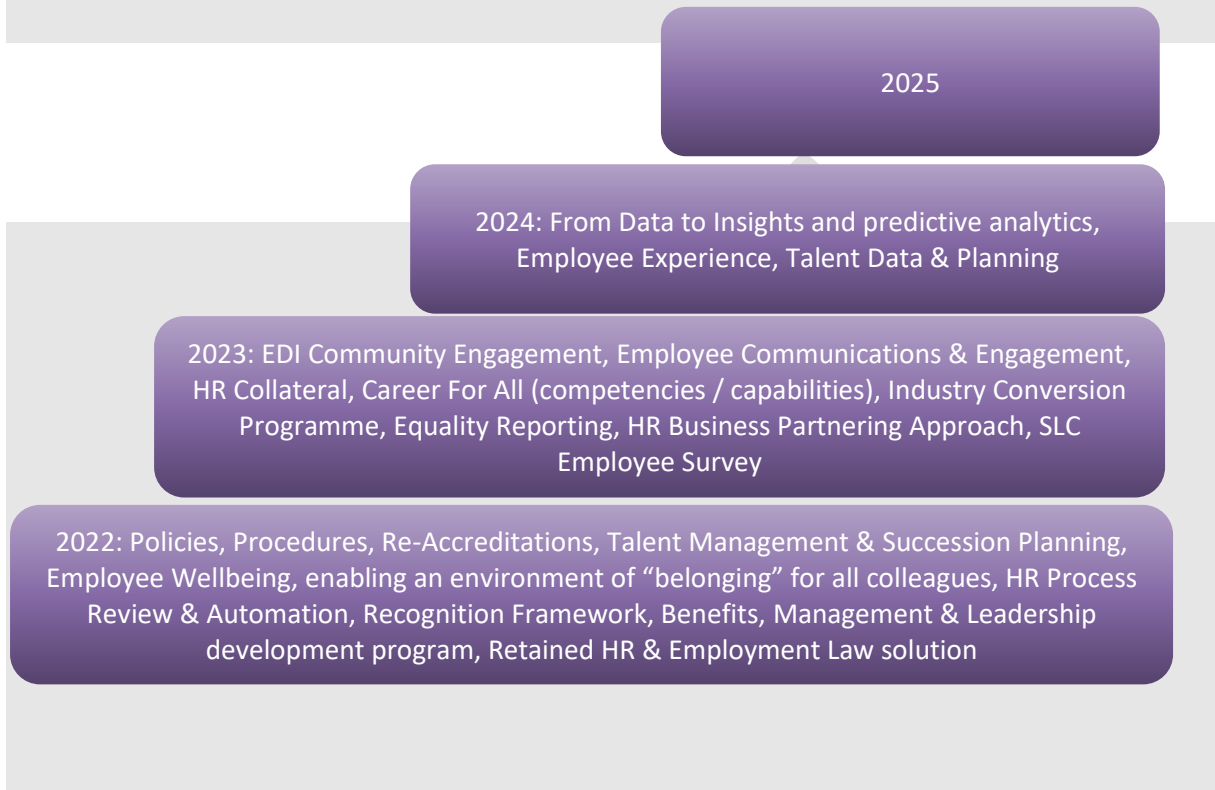 2025
2024: From Data to Insights and predictive analytics,
Employee Experience, Talent Data & Planning
2023: EDI Community Engagement, Employee Communications & Engagement,
HR Collateral, Career For All (competencies / capabilities), Industry Conversion
Programme, Equality Reporting, HR Business Partnering Approach, SLC
Employee Survey
2022: Policies, Procedures, Re-Accreditations, Talent Management & Succession Planning,
Employee Wellbeing, enabling an environment of “belonging” for all colleagues, HR Process
Review & Automation, Recognition Framework, Benefits, Management & Leadership
development program, Retained HR & Employment Law solution